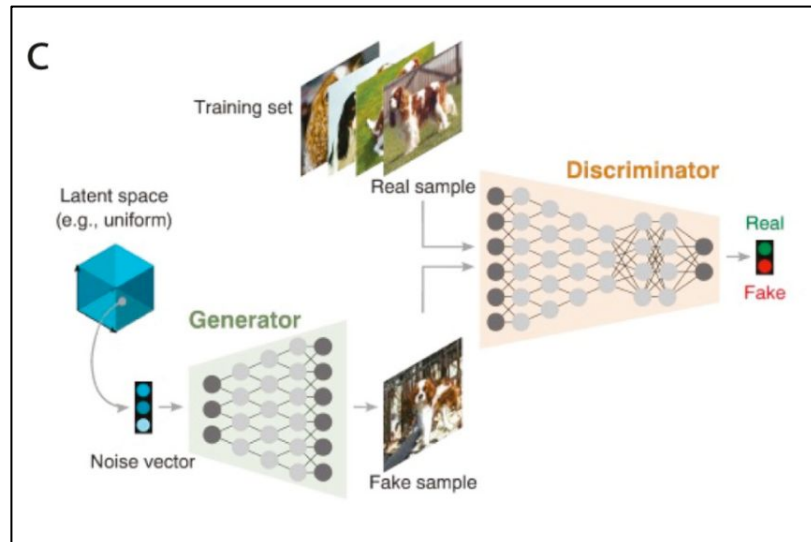 C
Training set
Real sample
Discriminator
Latent space
(e.g., uniform)
Real
Fake
Generator
Noise vector
Fake sample